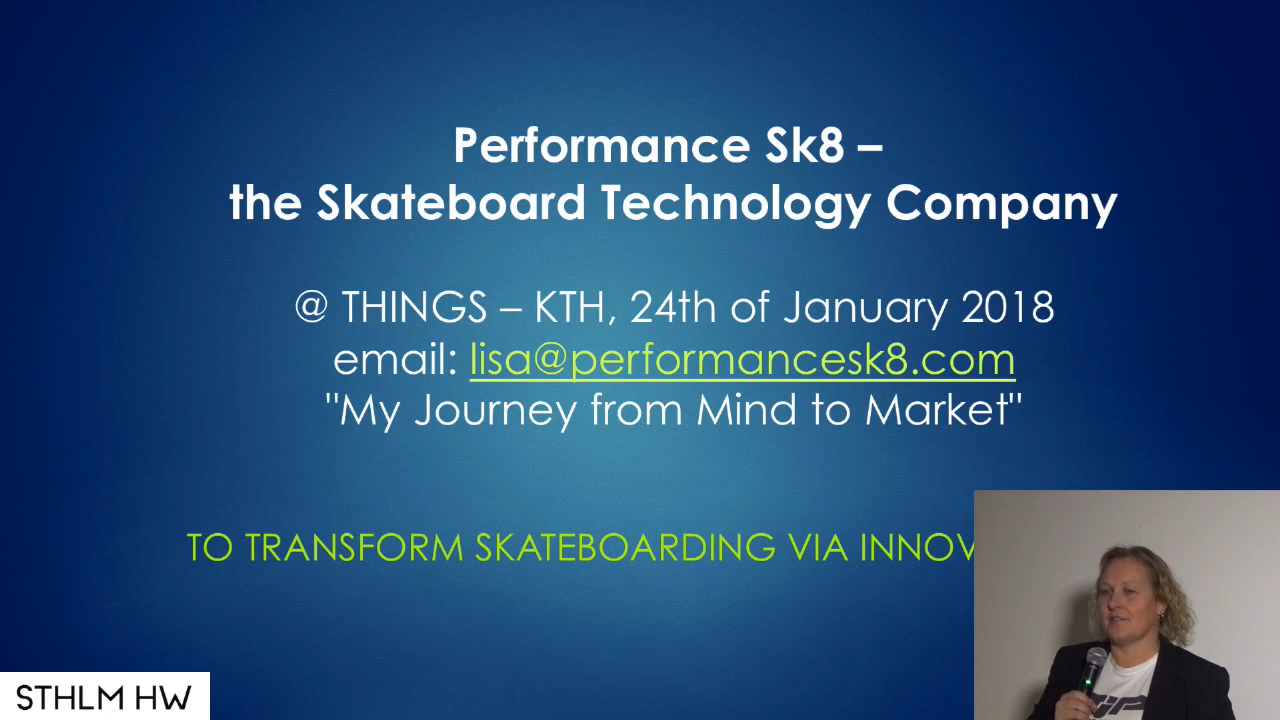 Performance Sk8 –
the Skateboard Technology Company
@ THINGS – KTH, 24th of January 2018
email: lisa@performancesk8.com
"My Journey from Mind to Market"
TO TRANSFORM SKATEBOARDING VIA INNOV
STHLM HW